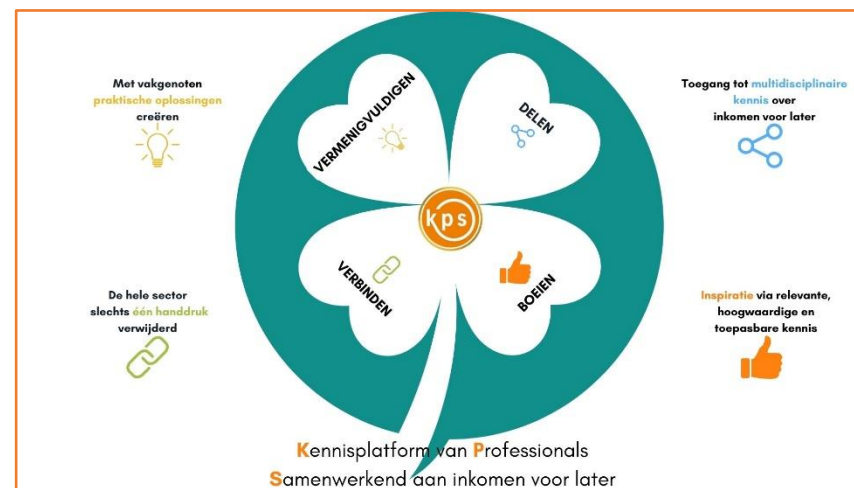 Met vakgenoten
praktische oplossingen
creëren
VERMENIGVULDIGEN
DELEN
Toegang tot multidisciplinaire
kennis over
inkomen voor later
kps
De hele sector
slechts één handdruk
verwijderd
VERBINDEN
BOEIEN
Inspiratie via relevante,
hoogwaardige en
toepasbare kennis
Kennisplatform van Professionals
Samenwerkend aan inkomen voor later